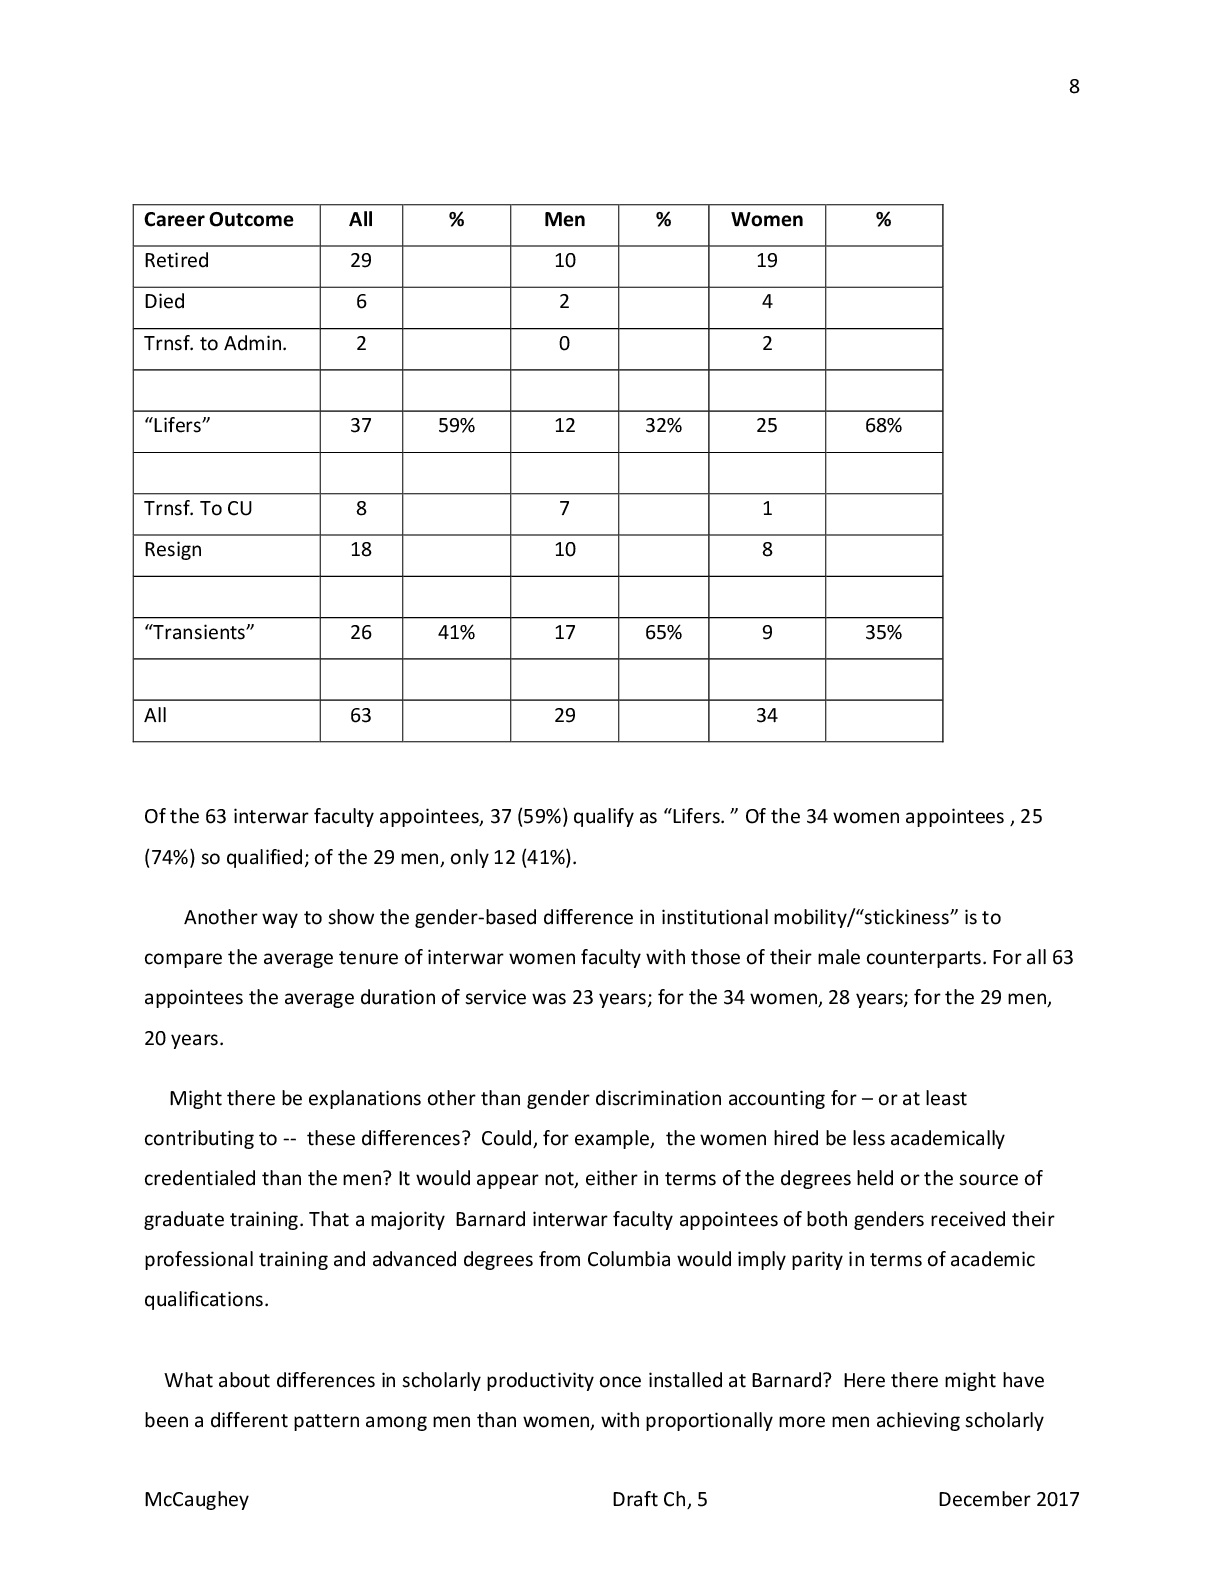 8
Career Outcome All % Men % Women %
Retired 29 10 19
Died 6 2 4
Trnsf. to Admin. 2 0 2
“Lifers” 37 59% 12 32% 25 68%
Trnsf. To CU 8 7 1
Resign 18 10 8
“Transients” 26 41% 17 65% 9 35%
All 63 29 34
Of the 63 interwar faculty appointees, 37 (59%) qualify as “Lifers. ” Of the 34 women appointees , 25
(74%) so qualified; of the 29 men, only 12 (41%).
Another way to show the gender-based difference in institutional mobility/“stickiness” is to
compare the average tenure of interwar women faculty with those of their male counterparts. For all 63
appointees the average duration of service was 23 years; for the 34 women, 28 years; for the 29 men,
20 years.
Might there be explanations other than gender discrimination accounting for – or at least
contributing to -- these differences? Could, for example, the women hired be less academically
credentialed than the men? It would appear not, either in terms of the degrees held or the source of
graduate training. That a majority Barnard interwar faculty appointees of both genders received their
professional training and advanced degrees from Columbia would imply parity in terms of academic
qualifications.
What about differences in scholarly productivity once installed at Barnard? Here there might have
been a different pattern among men than women, with proportionally more men achieving scholarly
McCaughey Draft Ch, 5 December 2017